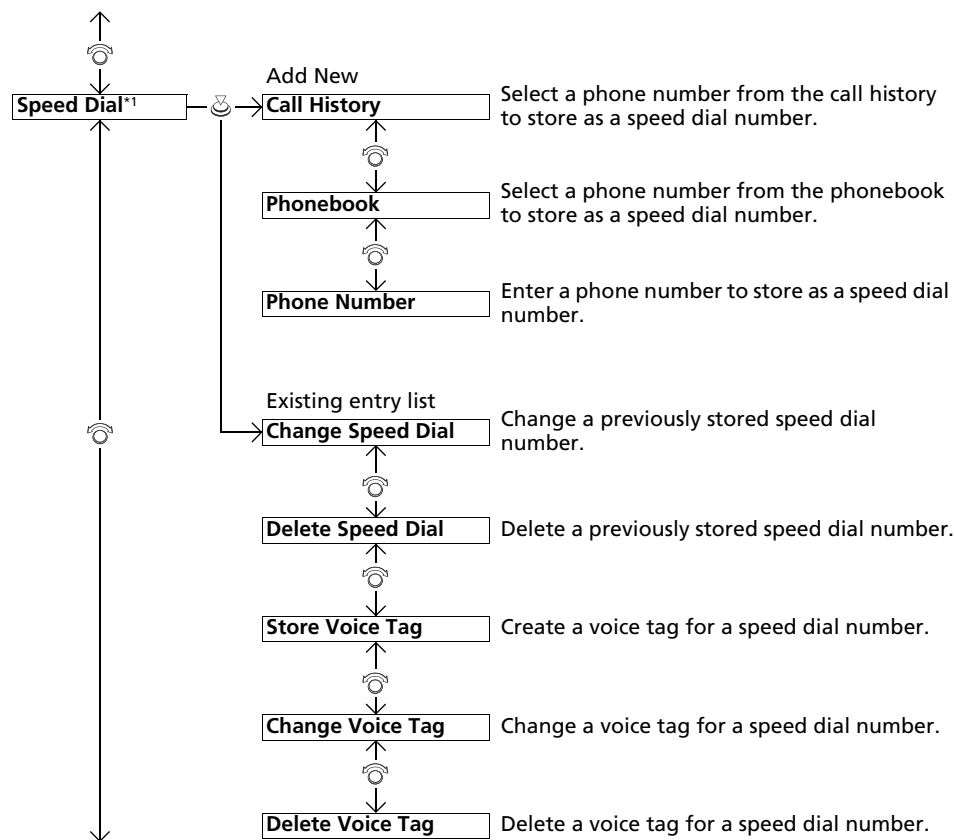 Add New
Speed Dial*1
Call History
Select a phone number from the call history
to store as a speed dial number.
Phonebook
Select a phone number from the phonebook
to store as a speed dial number.
Phone Number
Enter a phone number to store as a speed dial
number.
Existing entry list
Change Speed Dial
Change a previously stored speed dial
number.
Delete Speed Dial
Delete a previously stored speed dial number.
Store Voice Tag
Create a voice tag for a speed dial number.
Change Voice Tag
Change a voice tag for a speed dial number.
Delete Voice Tag
Delete a voice tag for a speed dial number.